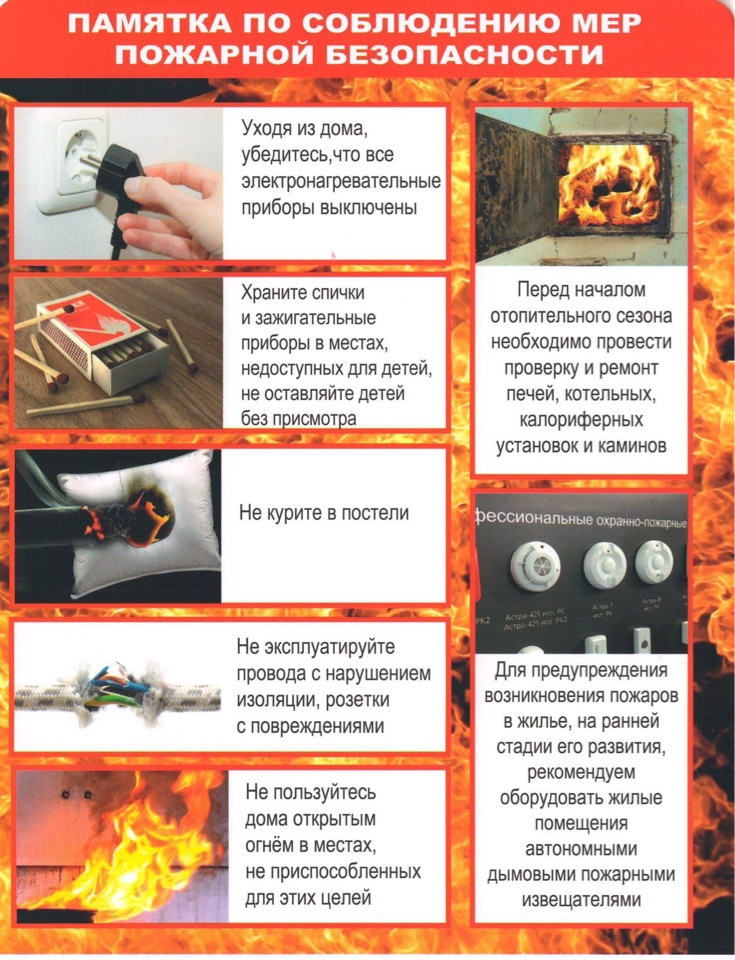 ПАМЯТКА ПО СОБЛЮДЕНИЮ МЕР
ПОЖАРНОЙ БЕЗОПАСНОСТИ
Уходя из дома,
убедитесь,что все
электронагревательные
приборы выключены
Храните спички
и зажигательные
приборы в местах,
недоступных для детей,
не оставляйте детей
без присмотра
Не курите в постели
Не эксплуатируйте
провода с нарушением
изоляции, розетки
с повреждениями
Не пользуйтесь
дома открытым
огнём в местах,
не приспособленных
для этих целей
Перед началом
отопительного сезона
необходимо провести
проверку и ремонт
печей, котельных,
калориферных
установок и каминов
фессиональные охранно-пожарные
РК2
Астра-421 исп. РК
Астра-421 исп. РК2
Астра-7
исп. РК
Астра-8
исп. РК
Для предупреждения
возникновения пожаров
в жилье, на ранней
стадии его развития,
рекомендуем
оборудовать жилые
помещения
автономными
дымовыми пожарными
извещателями